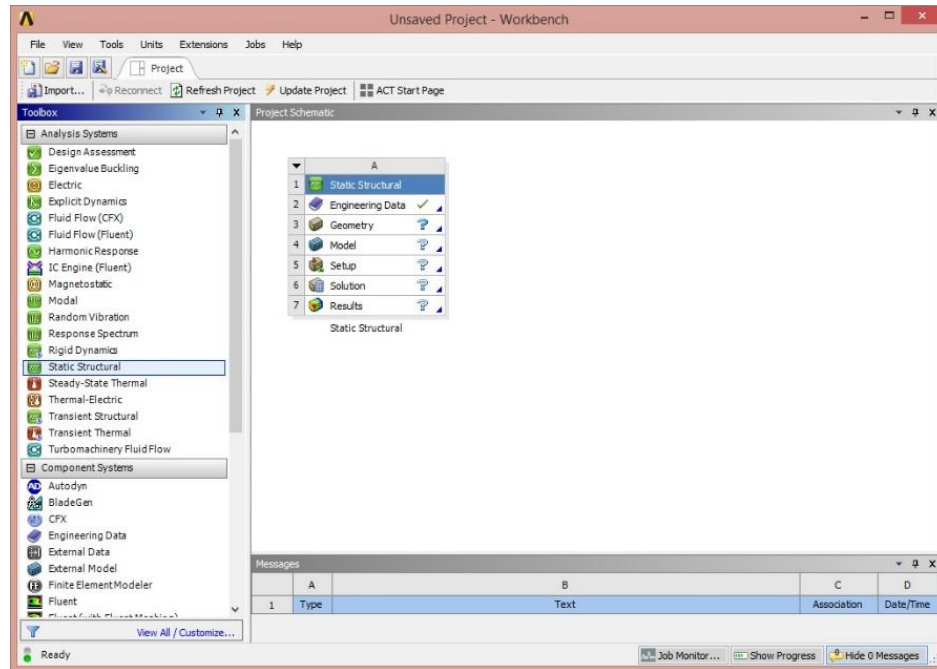 Unsaved Project - Workbench
File View Tools Units Extensions Jobs Help
Project
Import... Reconnect Refresh Project Update Project ACT Start Page
Toolbox
Analysis Systems
Design Assessment
Eigenvalue Buckling
Electric
Explicit Dynamics
Fluid Flow (CFX)
Fluid Flow (Fluent)
Harmonic Response
IC Engine (Fluent)
Magnetostatic
Modal
Random Vibration
Response Spectrum
Rigid Dynamics
Static Structural
Steady-State Thermal
Thermal-Electric
Transient Structural
Transient Thermal
Turbomachinery Fluid Flow
Component Systems
Autodyn
BladeGen
CFX
Engineering Data
External Data
External Model
Finite Element Modeler
Fluent
View All / Customize...
Project Schematic
A
1 Static Structural
2 Engineering Data
3 Geometry
4 Model
5 Setup
6 Solution
7 Results
Static Structural
Messages
A B C D
1 Type Text Association Date/Time
Ready Job Monitor... Show Progress Hide 0 Messages